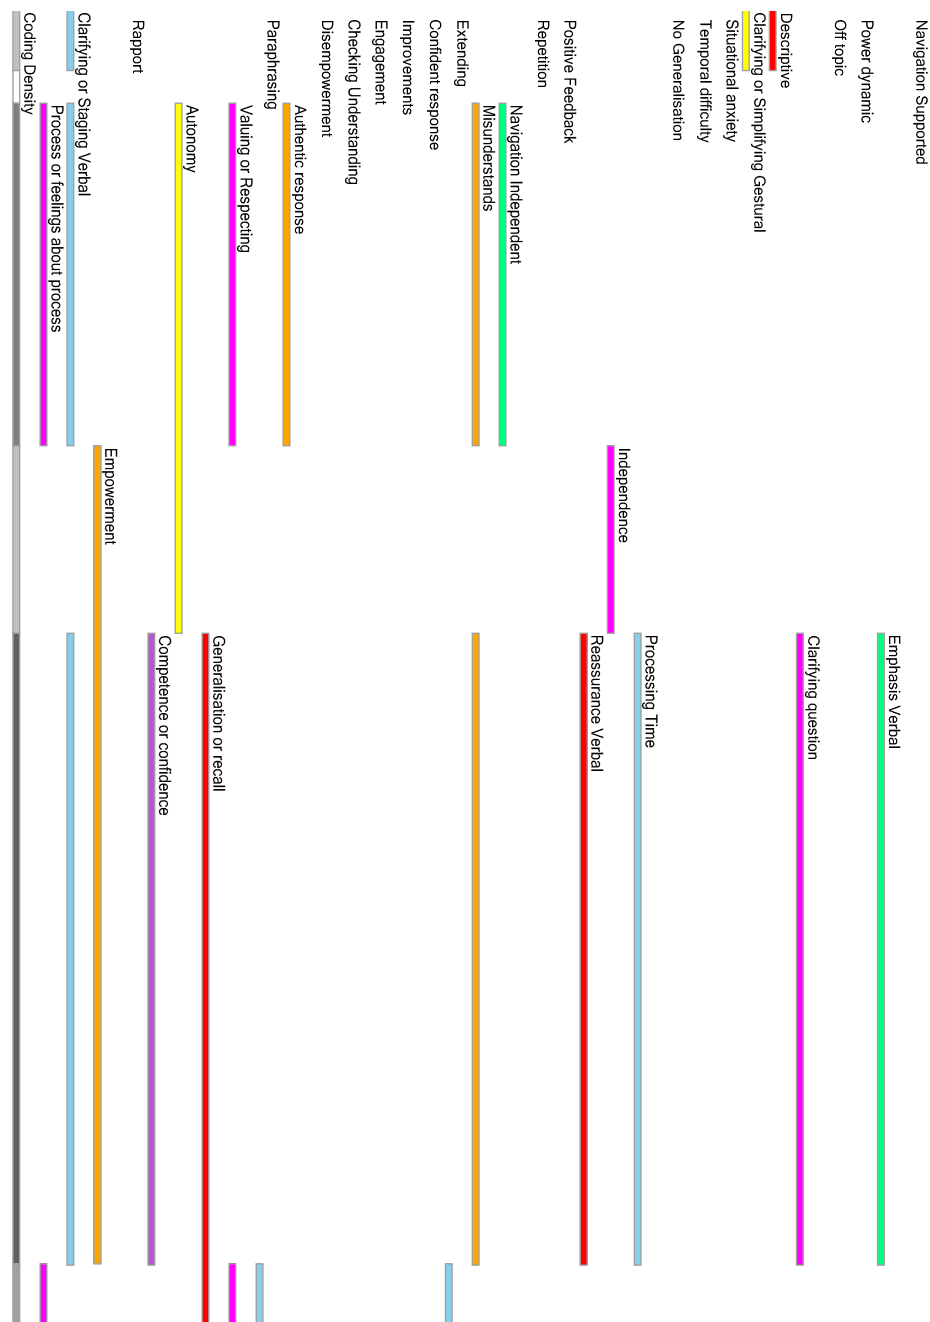 Navigation Supported
Emphasis Verbal
Power dynamic
Off topic
Clarifying question
Descriptive
Clarifying or Simplifying Gestural
Situational anxiety
Temporal difficulty
No Generalisation
Processing Time
Independence
Reassurance Verbal
Positive Feedback
Repetition
Navigation Independent
Misunderstands
Extending
Confident response
Improvements
Engagement
Checking Understanding
Disempowerment
Authentic response
Paraphrasing
Valuing or Respecting
Generalisation or recall
Autonomy
Competence or confidence
Rapport
Empowerment
Clarifying or Staging Verbal
Process or feelings about process
Coding Density